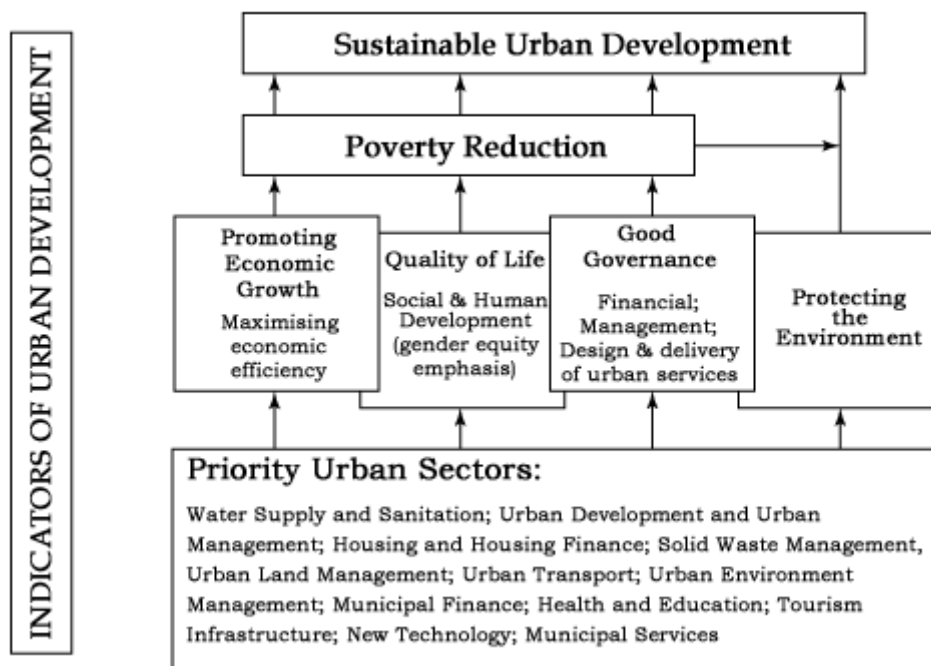 INDICATORS OF URBAN DEVELOPMENT
Sustainable Urban Development
Poverty Reduction
Promoting
Economic
Growth
Maximising
economic
efficiency
Quality of Life
Social & Human
Development
(gender equity
emphasis)
Good
Governance
Financial;
Management;
Design & delivery
of urban services
Protecting
the
Environment
Priority Urban Sectors:
Water Supply and Sanitation; Urban Development and Urban
Management; Housing and Housing Finance; Solid Waste Management,
Urban Land Management; Urban Transport; Urban Environment
Management; Municipal Finance; Health and Education; Tourism
Infrastructure; New Technology; Municipal Services